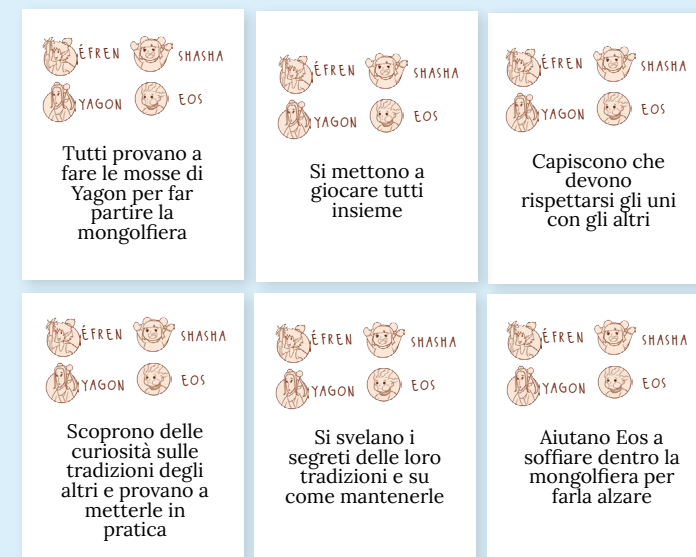 ÉFREN SHASHA
YAGON EOS
Tutti provano a
fare le mosse di
Yagon per far
partire la
mongolfiera
ÉFREN SHASHA
YAGON EOS
Si mettono a
giocare tutti
insieme
ÉFREN SHASHA
YAGON EOS
Capiscono che
devono
rispettarsi gli uni
con gli altri
ÉFREN SHASHA
YAGON EOS
Scoprono delle
curiosità sulle
tradizioni degli
altri e provano a
metterle in
pratica
ÉFREN SHASHA
YAGON EOS
Si svelano i
segreti delle loro
tradizioni e su
come mantenerle
ÉFREN SHASHA
YAGON EOS
Aiutano Eos a
soffiare dentro la
mongolfiera per
farla alzare